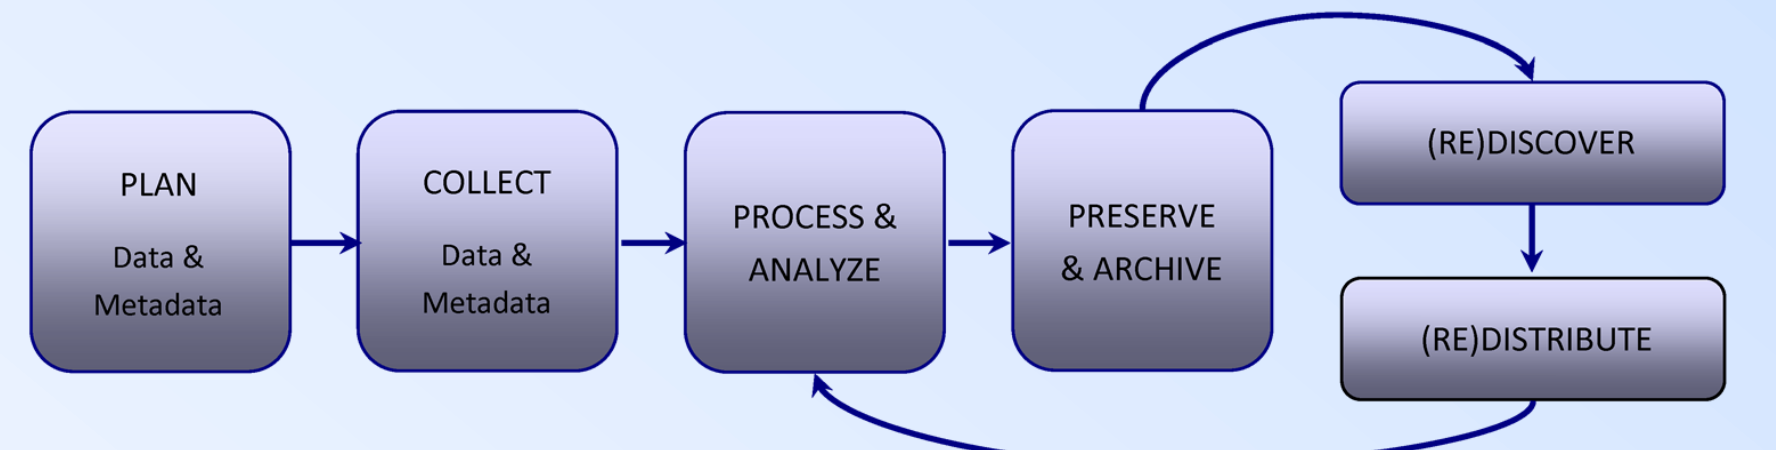 PLAN
Data &
Metadata
COLLECT
Data &
Metadata
PROCESS &
ANALYZE
PRESERVE
& ARCHIVE
(RE)DISCOVER
(RE)DISTRIBUTE